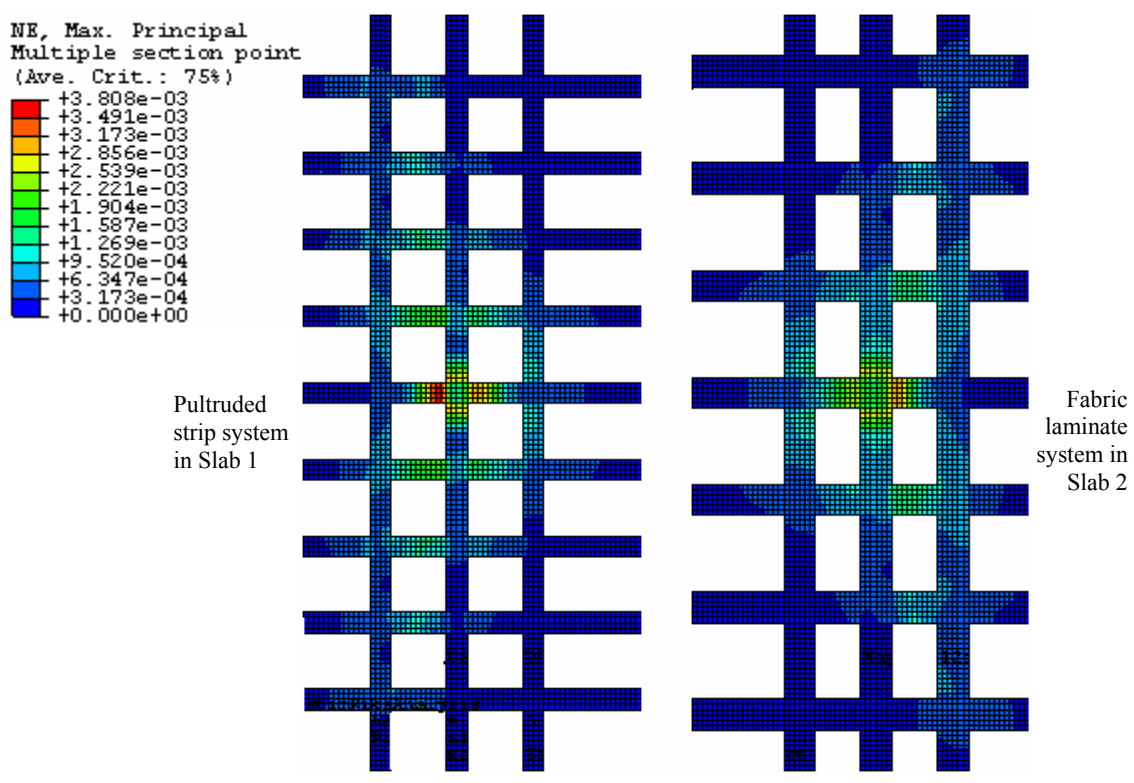 NE, Max. Principal
Multiple section point
(Ave. Crit.: 75%)
+3.808e-03
+3.491e-03
+3.173e-03
+2.856e-03
+2.539e-03
+2.221e-03
+1.904e-03
+1.587e-03
+1.269e-03
+9.520e-04
+6.347e-04
+3.173e-04
+0.000e+00
Pultruded
strip system
in Slab 1
Fabric
laminate
system in
Slab 2